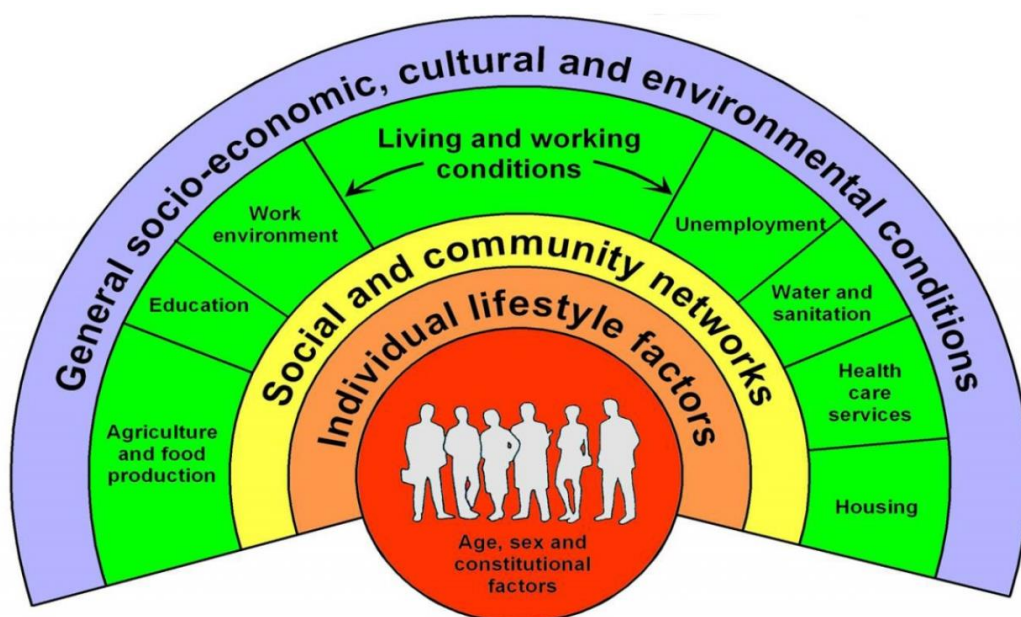 General socio-economic, cultural and environmental conditions
Living and working
conditions
Work
environment
Unemployment
Education
Water and
sanitation
Agriculture
and food
production
Health
care
services
Housing
Social and community networks
Individual lifestyle factors
Age, sex and
constitutional
factors